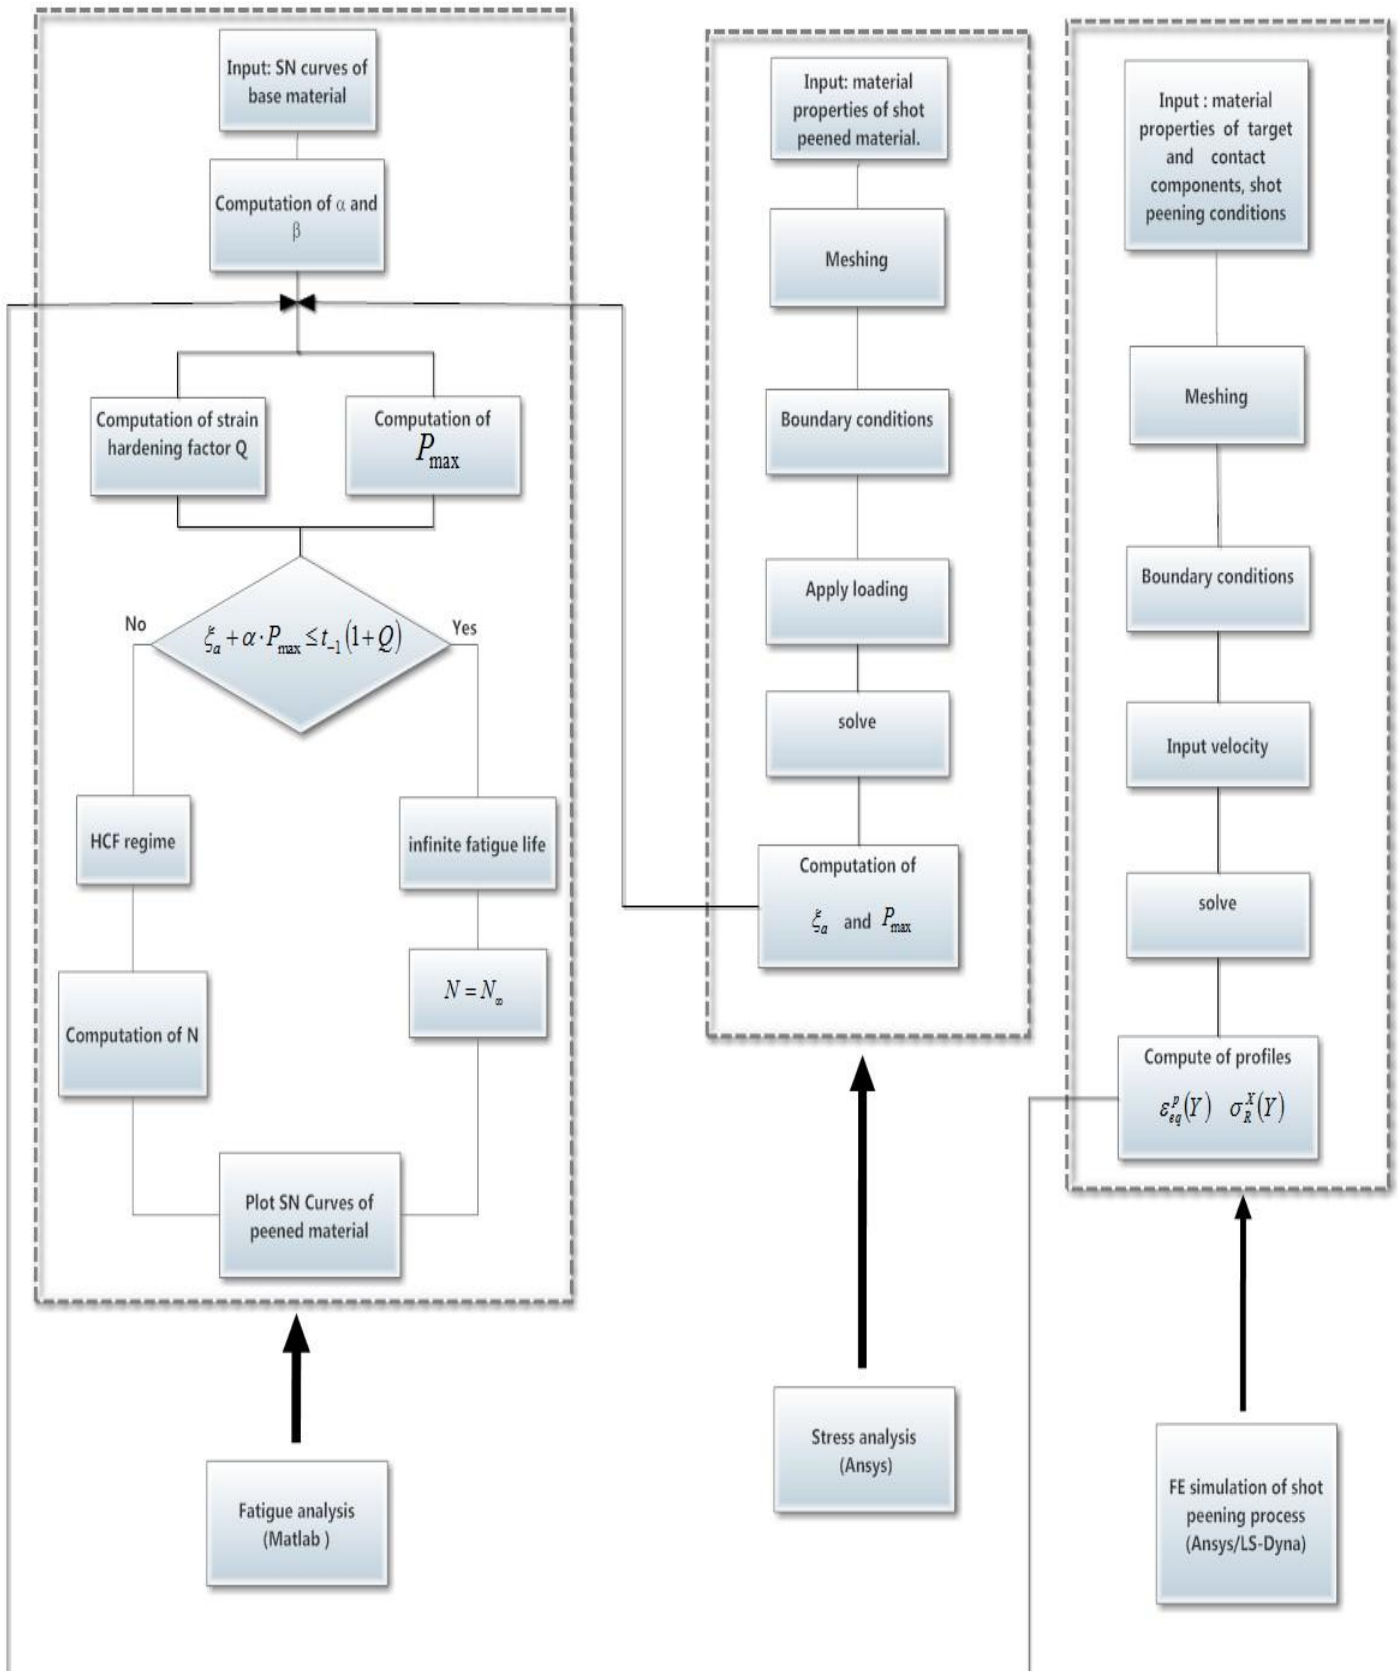 Input: SN curves of
base material
Computation of α and
β
Computation of strain
hardening factor Q
Computation of
P_max
No
ξ_a + α · P_max ≤ t_{-1}(1+Q)
Yes
HCF regime
infinite fatigue life
Computation of N
N = N_∞
Plot SN Curves of
peened material
Fatigue analysis
(Matlab )
Input: material
properties of shot
peened material.
Meshing
Boundary conditions
Apply loading
solve
Computation of
ξ_a and P_max
Stress analysis
(Ansys)
Input : material
properties of target
and contact
components, shot
peening conditions
Meshing
Boundary conditions
Input velocity
solve
Compute of profiles
ε^p_eq(Y) σ^X_R(Y)
FE simulation of shot
peening process
(Ansys/LS-Dyna)